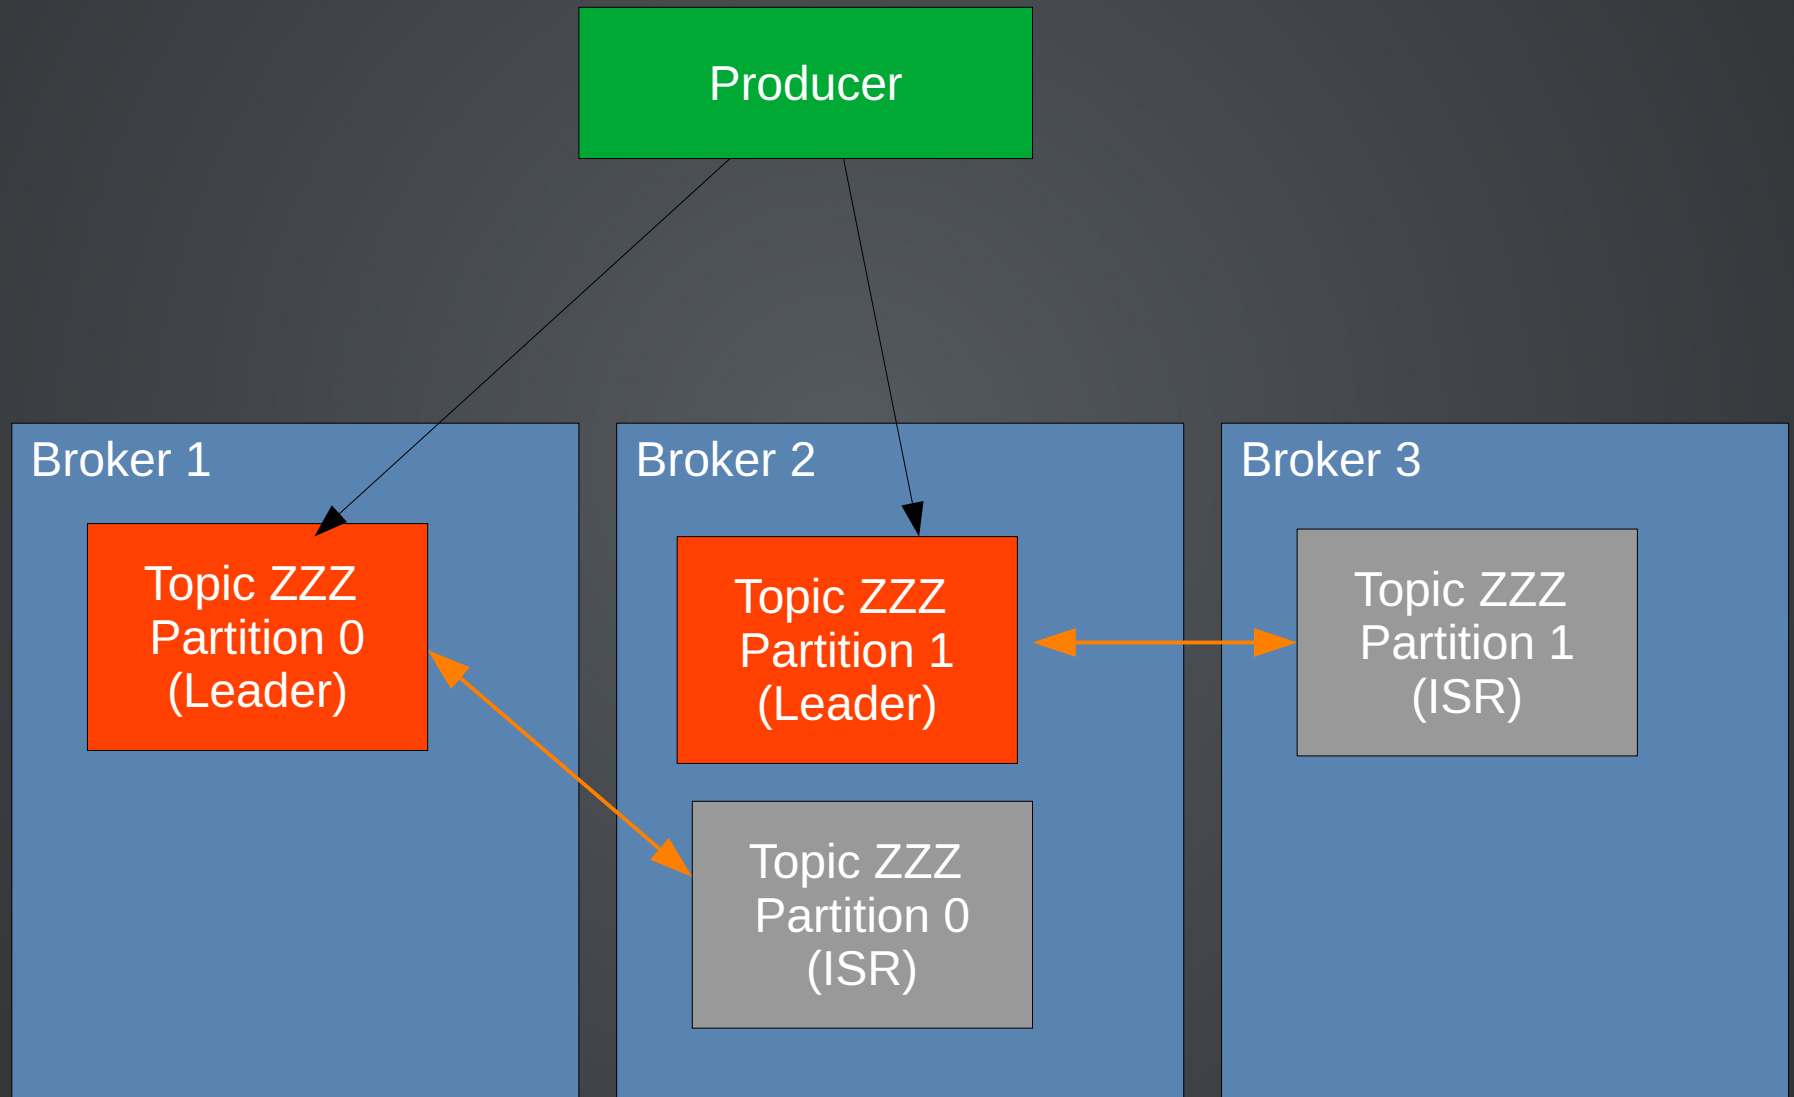 Producer
Broker 1
Topic ZZZ
Partition 0
(Leader)
Broker 2
Topic ZZZ
Partition 1
(Leader)
Topic ZZZ
Partition 0
(ISR)
Broker 3
Topic ZZZ
Partition 1
(ISR)